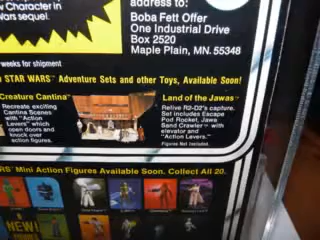 w Character in
Wars sequel.
address to:
Boba Fett Offer
One Industrial Drive
Box 2520
Maple Plain, MN. 55348
weeks for shipment
STAR WARS Adventure Sets and other Toys, Available Soon!
Creature Cantina
Recreate exciting
Cantina Scenes
with "Action
Levers" which
open doors and
knock over
action figures.
Land of the Jawas
Relive R2-D2's capture.
Set includes Escape
Pod Rocket, Jawa
Sand Crawler with
elevator and
"Action Levers."
Figures Not Included.
RS Mini Action Figures Available Soon. Collect All 20.
NEW!